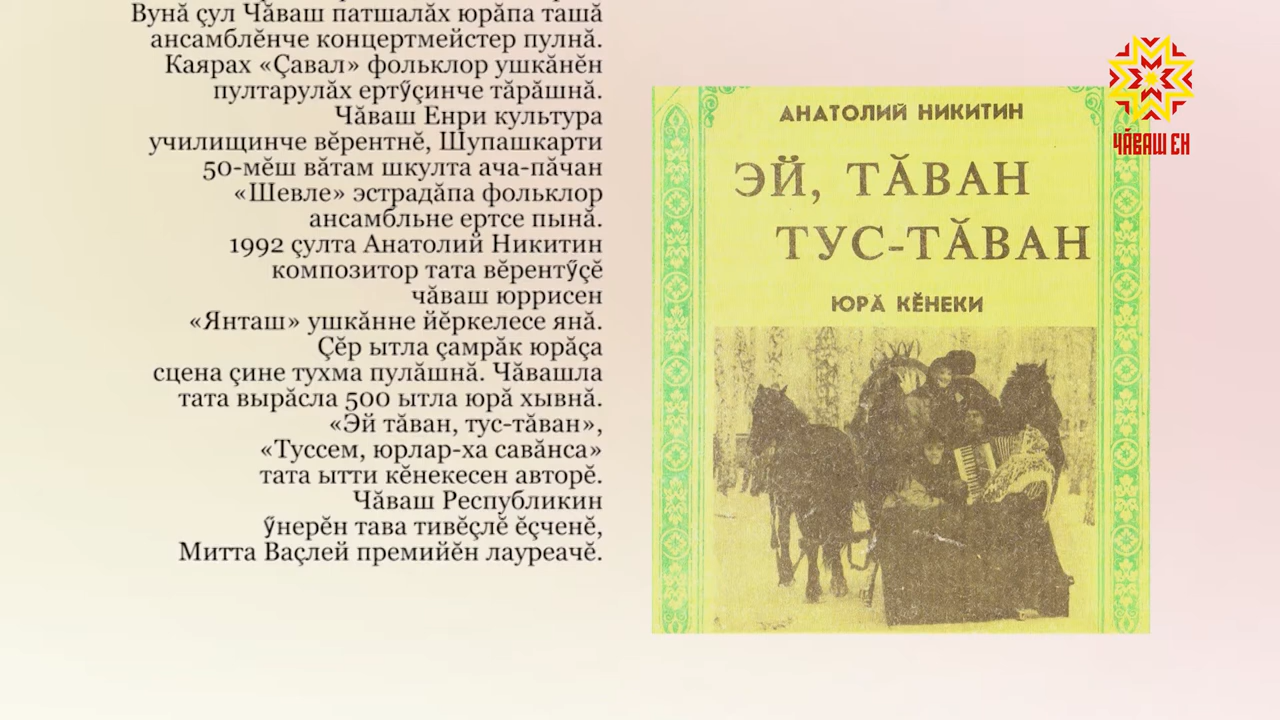 Вунӑ ҫул Чӑваш патшалӑх юрӑпа ташӑ
ансамблӗнче концертмейстер пулнӑ.
Каярах «Ҫавал» фольклор ушкӑнӗн
пултарулӑх ертӳҫинче тӑрӑшнӑ.
Чӑваш Енри культура
училищинче вӗрентнӗ, Шупашкарти
50-мӗш вӑтам шкулта ача-пӑчан
«Шевле» эстрадӑпа фольклор
ансамбльне ертсе пынӑ.
1992 ҫулта Анатолий Никитин
композитор тата вӗрентӳҫӗ
чӑваш юррисен
«Янташ» ушкӑнне йӗркелесе янӑ.
Ҫӗр ытла ҫамрӑк юрӑҫа
сцена ҫине тухма пулӑшнӑ. Чӑвашла
тата вырӑсла 500 ытла юрӑ хывнӑ.
«Эй тӑван, тус-тӑван»,
«Туссем, юрлар-ха савӑнса»
тата ытти кӗнекесен авторӗ.
Чӑваш Республикин
ӳнерӗн тава тивӗҫлӗ ӗҫченӗ,
Митта Ваҫлей премийӗн лауреачӗ.
АНАТОЛИЙ НИКИТИН
ЭЙ, ТӐВАН
ТУС-ТӐВАН
ЮРӐ КӖНЕКИ
ЧӐВАШ ЕН